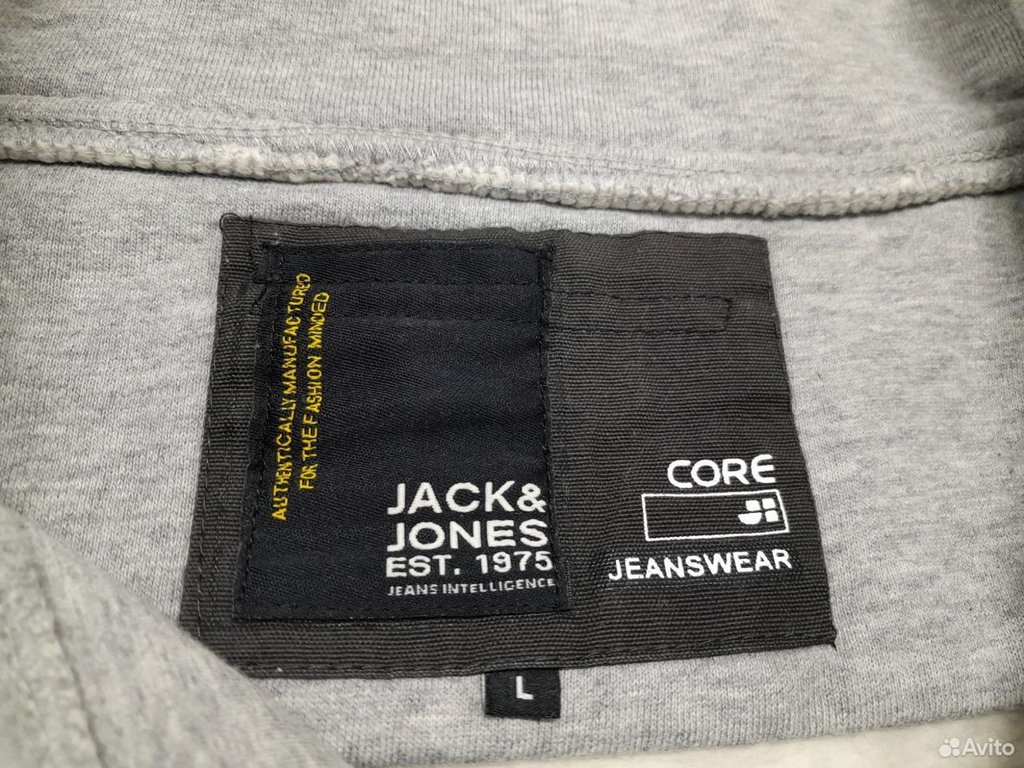 AUTHENTICALLY MANUFACTURED
FOR THE FASHION MINDED
JACK&
JONES
EST. 1975
JEANS INTELLIGENCE
CORE
JEANSWEAR
L
Avito